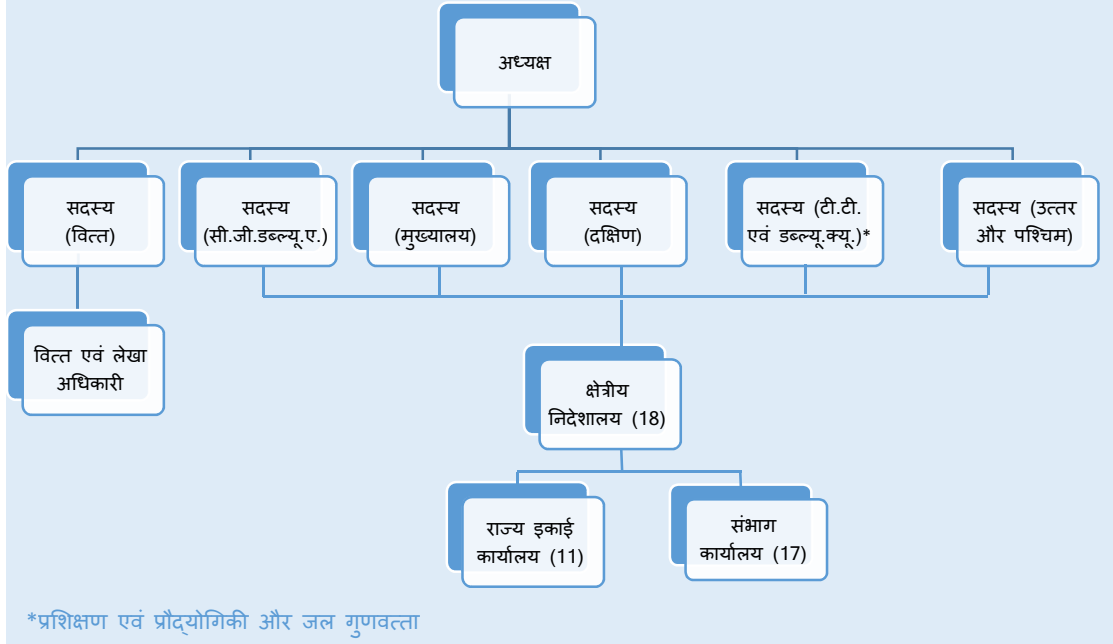 अध्यक्ष
सदस्य
(वित्त)
सदस्य
(सी.जी.डब्ल्यू.ए.)
सदस्य
(मुख्यालय)
सदस्य
(दक्षिण)
सदस्य (टी.टी.
एवं डब्ल्यू.क्यू.)*
सदस्य (उत्तर
और पश्चिम)
वित्त एवं लेखा
अधिकारी
क्षेत्रीय
निदेशालय (18)
राज्य इकाई
कार्यालय (11)
संभाग
कार्यालय (17)
*प्रशिक्षण एवं प्रौद्योगिकी और जल गुणवत्ता